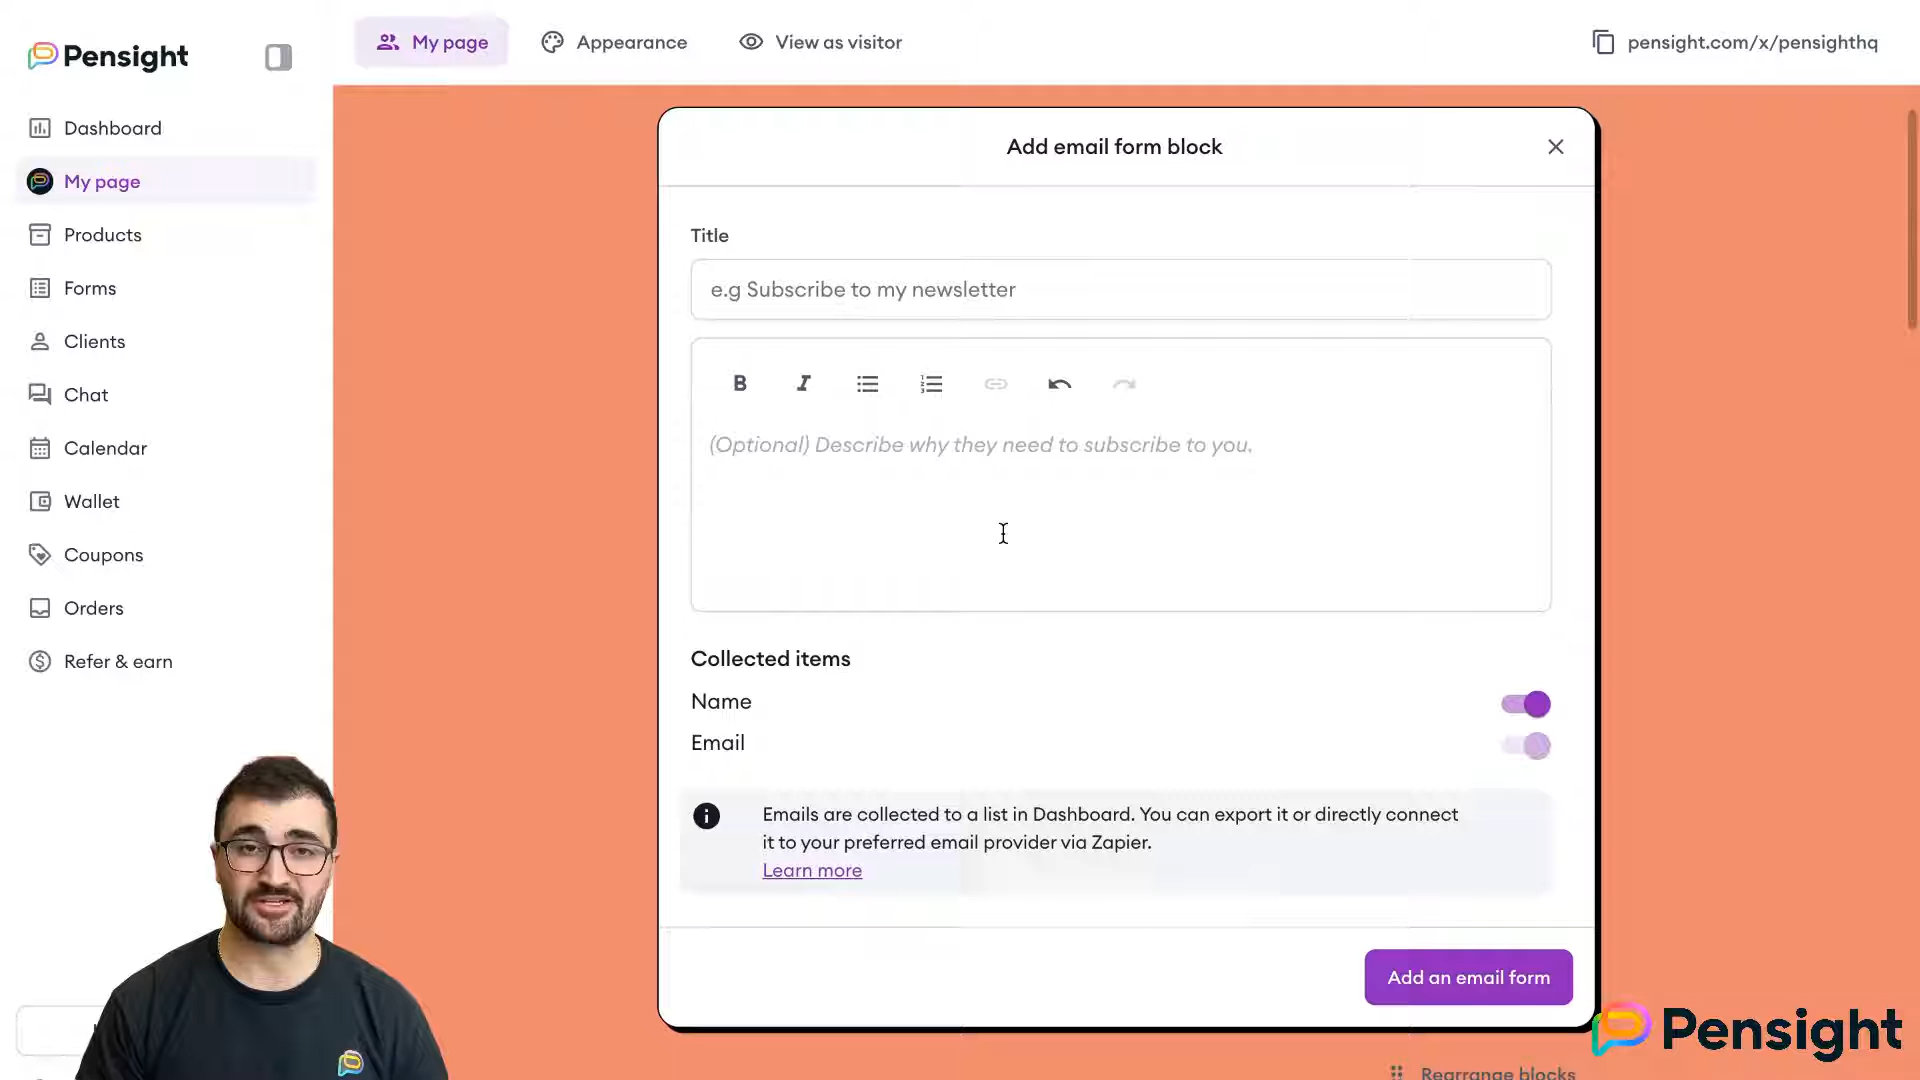 Pensight
My page
Appearance
View as visitor
pensight.com/x/pensighthq
Dashboard
My page
Products
Forms
Clients
Chat
Calendar
Wallet
Coupons
Orders
Refer & earn
Add email form block
Title
e.g Subscribe to my newsletter
B I
(Optional) Describe why they need to subscribe to you.
Collected items
Name
Email
Emails are collected to a list in Dashboard. You can export it or directly connect
it to your preferred email provider via Zapier.
Learn more
Add an email form
Pensight
Rearrange blocks